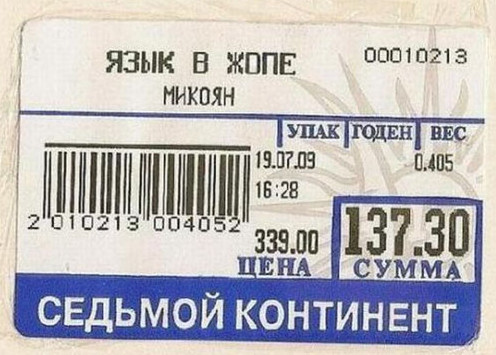 ЯЗЫК В ЖОПЕ 00010213
МИКОЯН
УПАК ГОДЕН ВЕС
19.07.09 0.405
16:28
2 010213 004052
339.00 137.30
ЦЕНА СУММА
СЕДЬМОЙ КОНТИНЕНТ